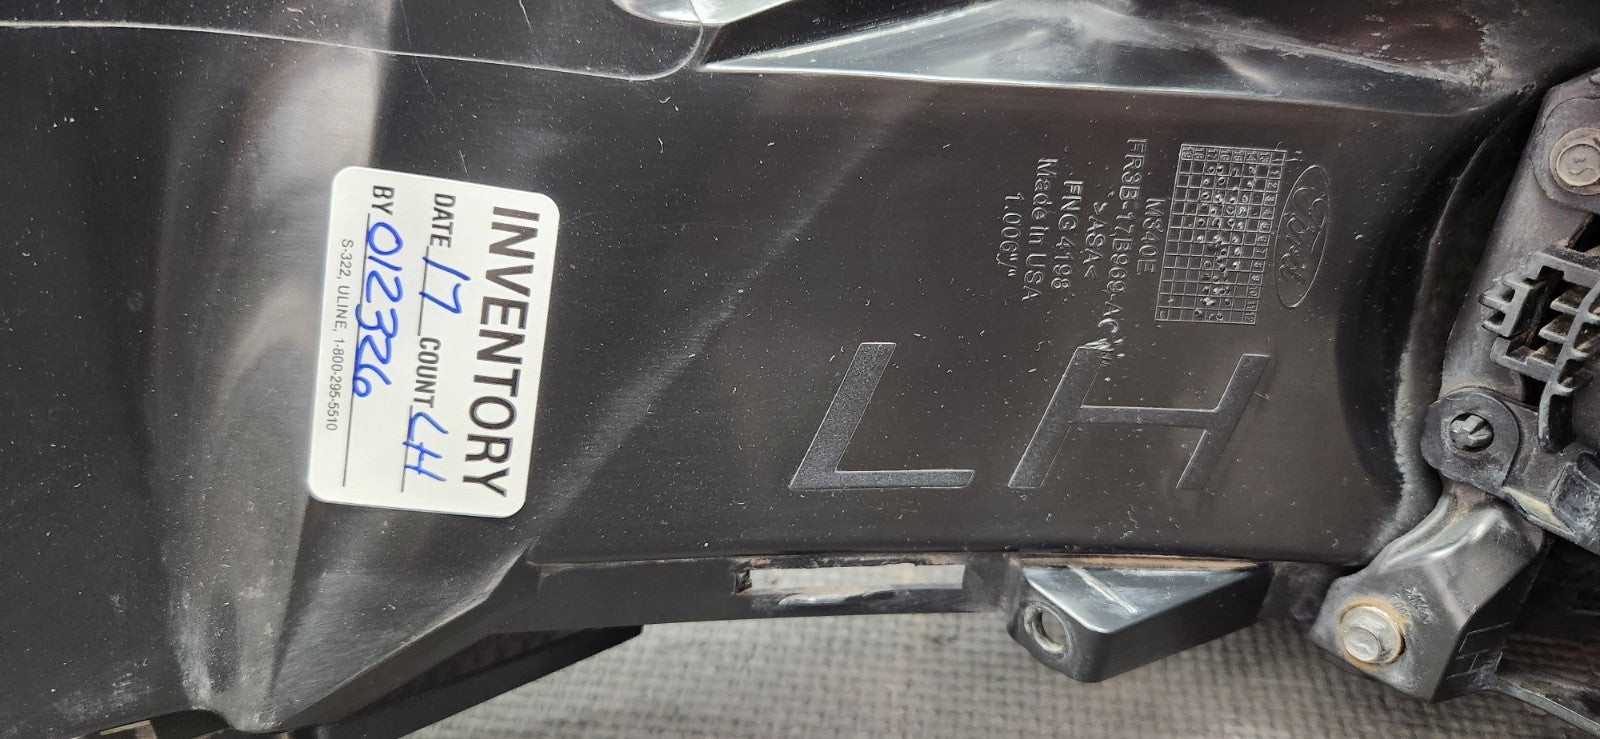 INVENTORY
DATE 17 COUNT LH
BY 012326
S-322, ULINE, 1-800-295-5510
Ford
M340E
FR3B-17B969-AC
>ASA<
FNG 4198
Made In USA
1.006"/"
LH